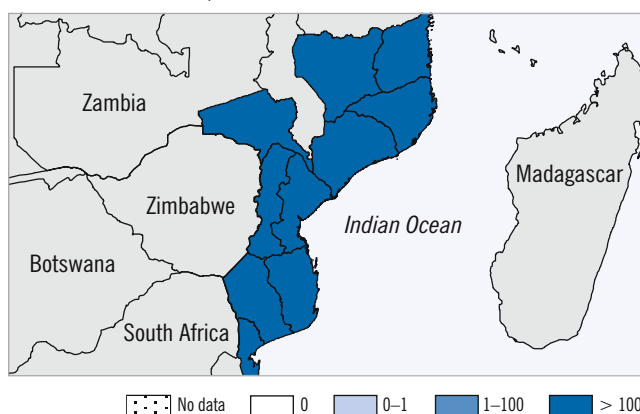 Zambia
Madagascar
Zimbabwe
Indian Ocean
Botswana
South Africa
No data
0
0–1
1–100
> 100